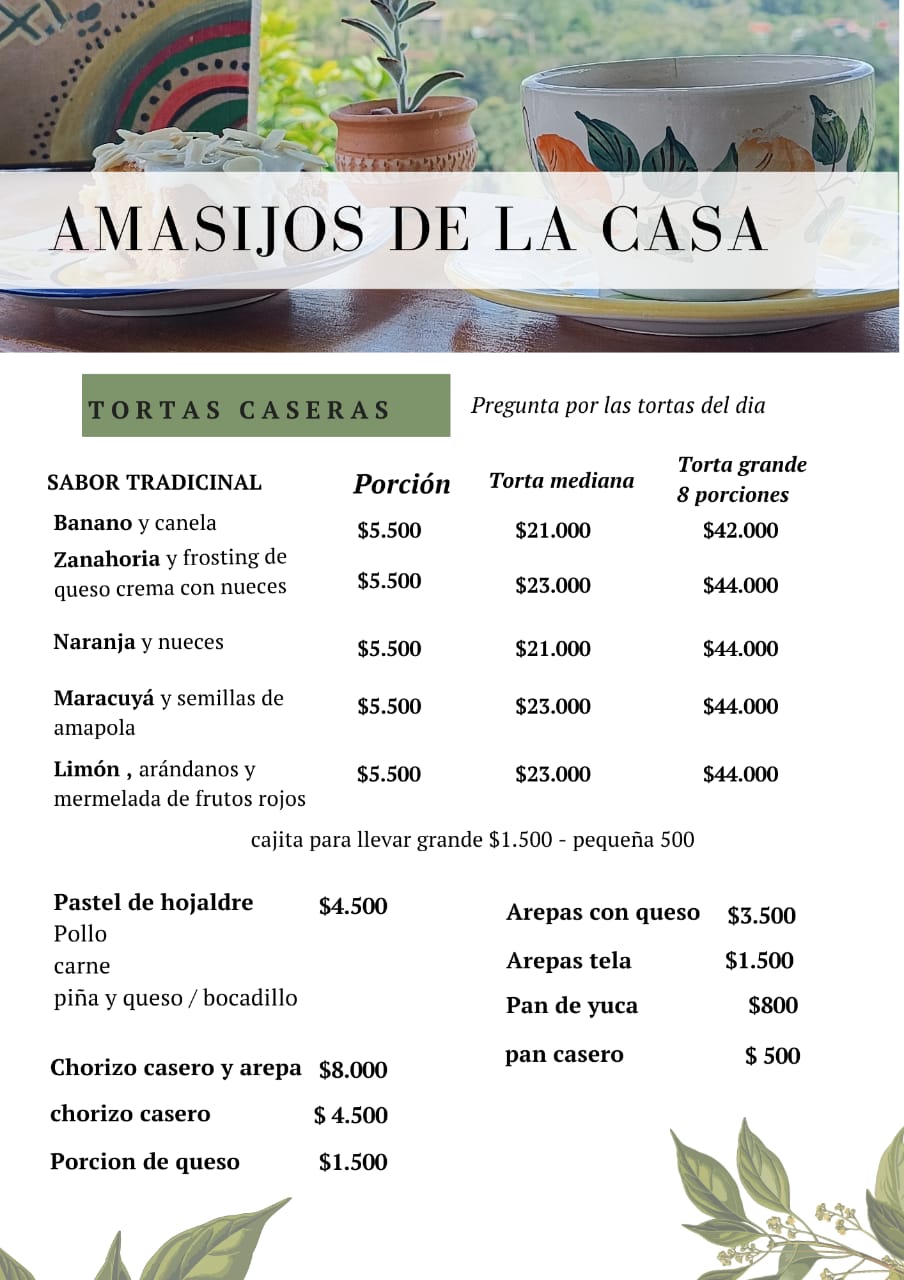 AMASIJOS DE LA CASA
TORTAS CASERAS
Pregunta por las tortas del dia
SABOR TRADICINAL Porción Torta mediana Torta grande
8 porciones
Banano y canela $5.500 $21.000 $42.000
Zanahoria y frosting de
queso crema con nueces $5.500 $23.000 $44.000
Naranja y nueces $5.500 $21.000 $44.000
Maracuyá y semillas de
amapola $5.500 $23.000 $44.000
Limón , arándanos y
mermelada de frutos rojos $5.500 $23.000 $44.000
cajita para llevar grande $1.500 - pequeña 500
Pastel de hojaldre $4.500
Pollo
carne
piña y queso / bocadillo
Chorizo casero y arepa $8.000
chorizo casero $ 4.500
Porcion de queso $1.500
Arepas con queso $3.500
Arepas tela $1.500
Pan de yuca $800
pan casero $ 500